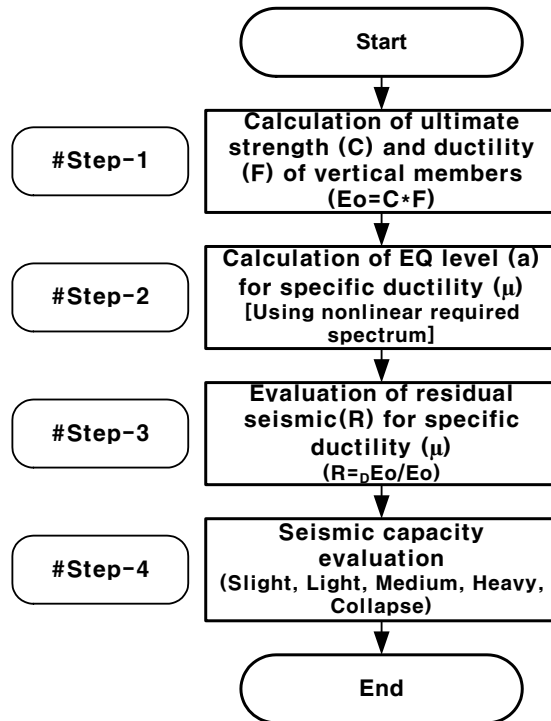 Start
#Step-1
Calculation of ultimate
strength (C) and ductility
(F) of vertical members
(Eo=C*F)
#Step-2
Calculation of EQ level (a)
for specific ductility (μ)
[Using nonlinear required
spectrum]
#Step-3
Evaluation of residual
seismic(R) for specific
ductility (μ)
(R=DEo/Eo)
#Step-4
Seismic capacity
evaluation
(Slight, Light, Medium, Heavy,
Collapse)
End